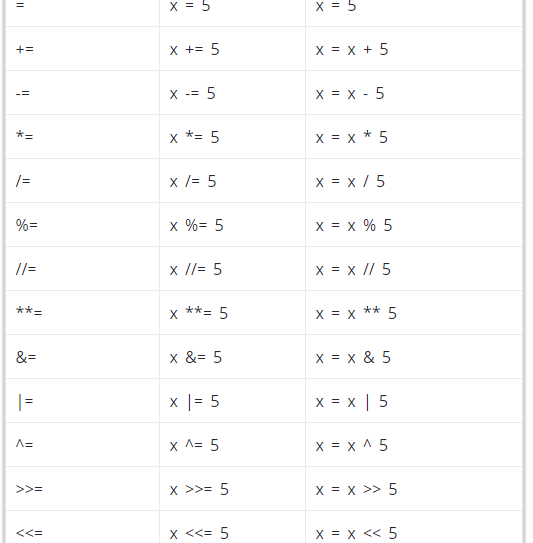 = x = 5 x = 5
+= x += 5 x = x + 5
-= x -= 5 x = x - 5
*= x *= 5 x = x * 5
/= x /= 5 x = x / 5
%= x %= 5 x = x % 5
//= x //= 5 x = x // 5
**= x **= 5 x = x ** 5
&= x &= 5 x = x & 5
|= x |= 5 x = x | 5
^= x ^= 5 x = x ^ 5
>>= x >>= 5 x = x >> 5
<<= x <<= 5 x = x << 5